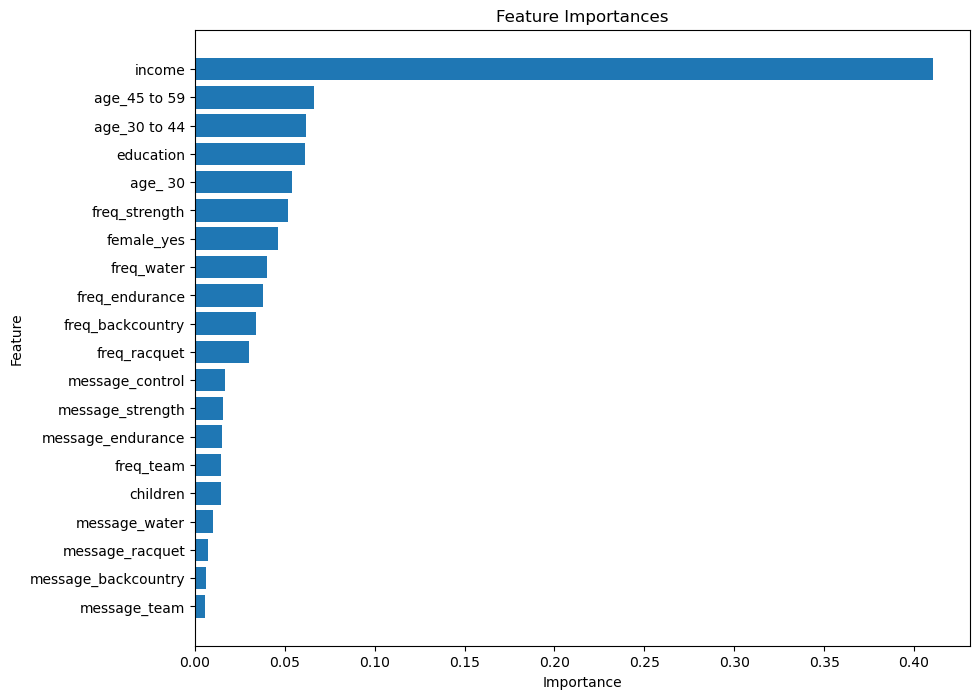 Feature Importances
Feature
income
age_45 to 59
age_30 to 44
education
age_ 30
freq_strength
female_yes
freq_water
freq_endurance
freq_backcountry
freq_racquet
message_control
message_strength
message_endurance
freq_team
children
message_water
message_racquet
message_backcountry
message_team
0.00 0.05 0.10 0.15 0.20 0.25 0.30 0.35 0.40
Importance